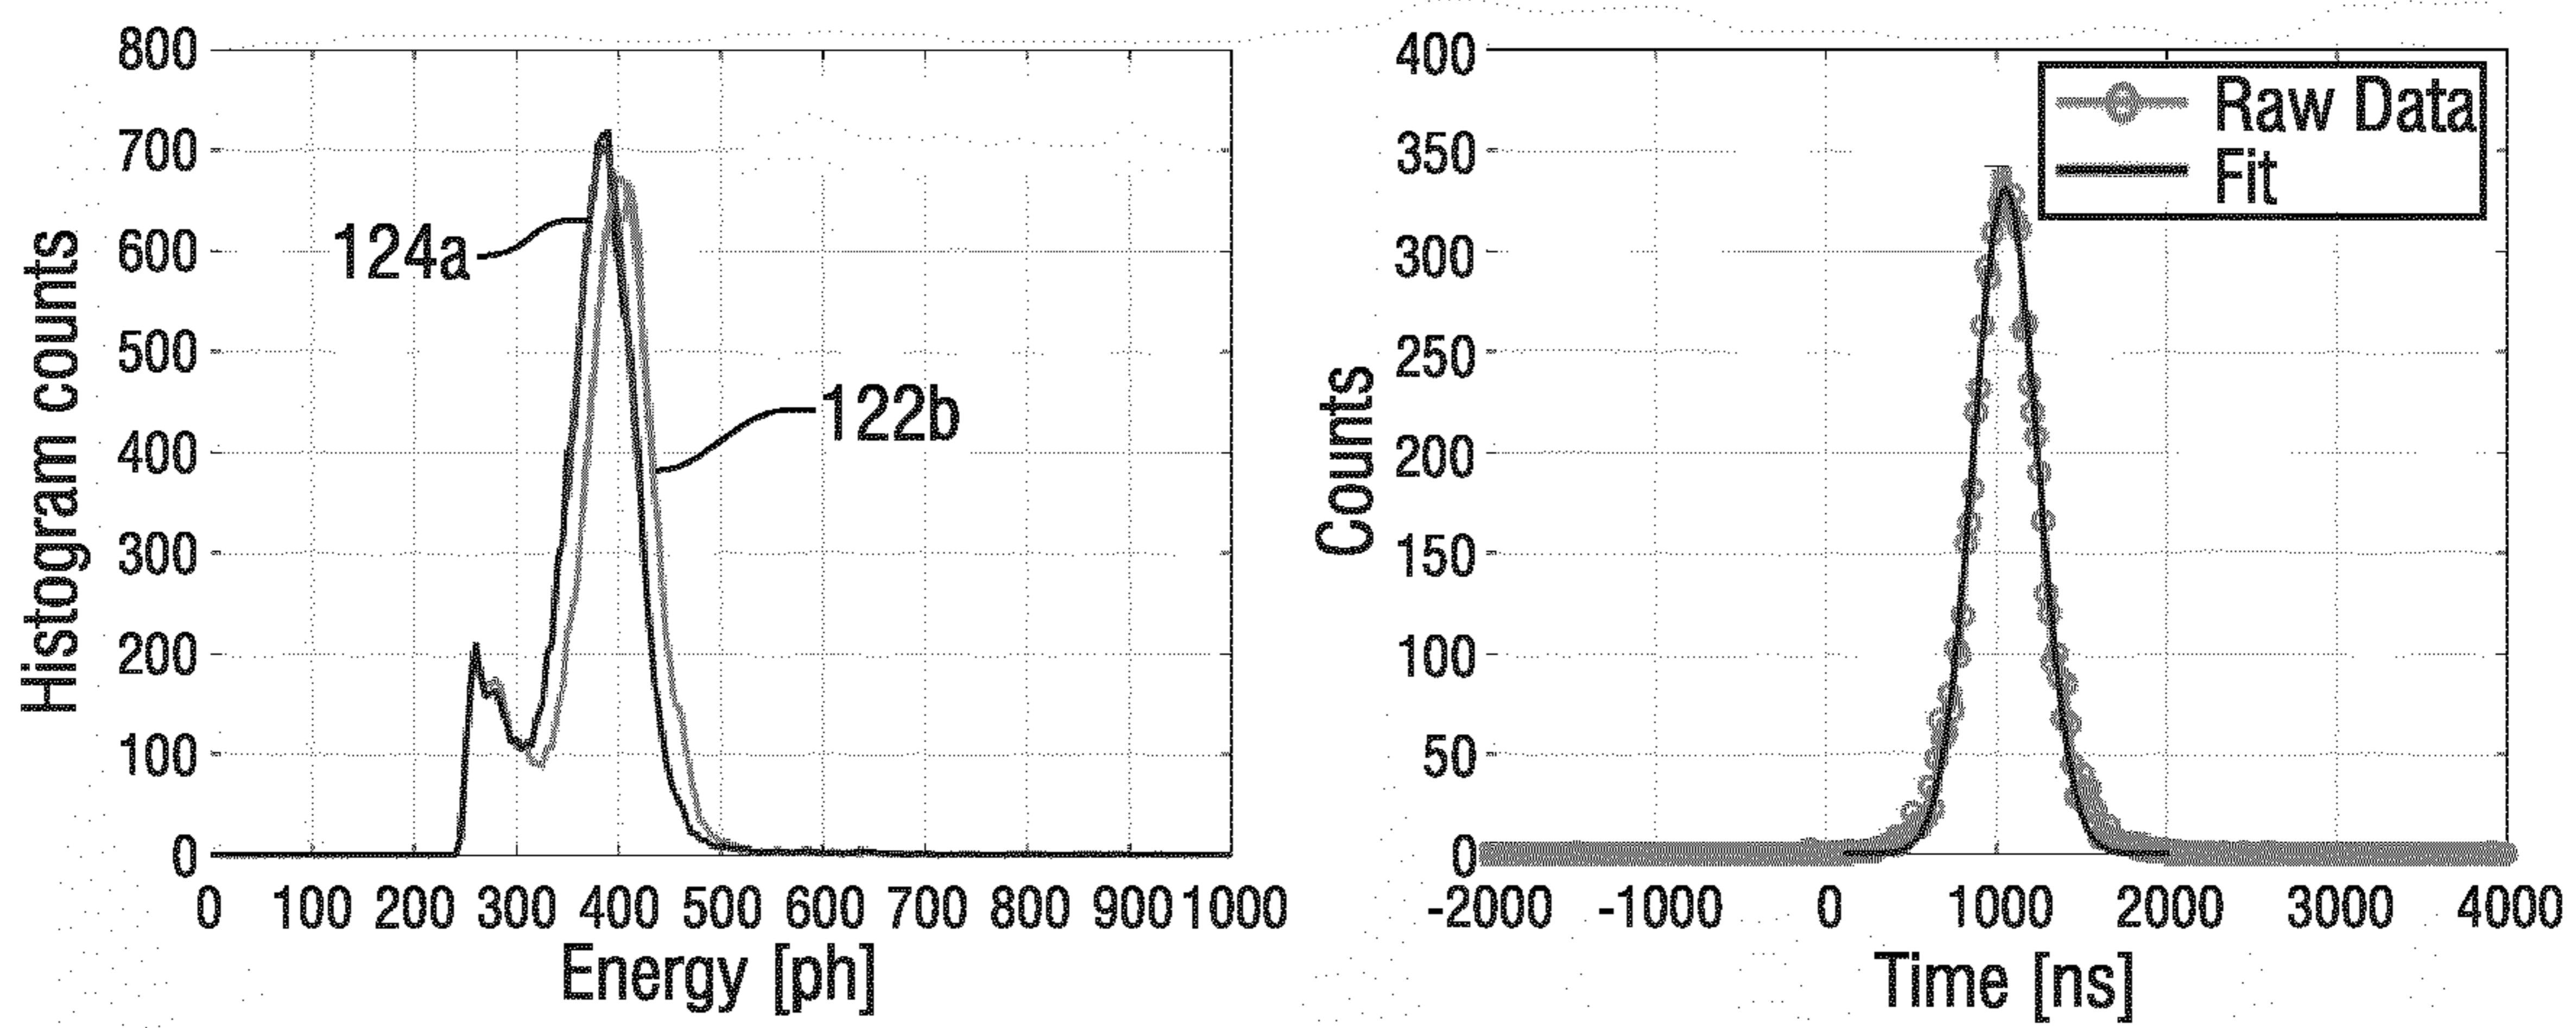 Histogram counts
800
700
600
500
400
300
200
100
0
124a
122b
0 100 200 300 400 500 600 700 800 900 1000
Energy [ph]
Counts
400
350
300
250
200
150
100
50
0
Raw Data
Fit
-2000 -1000 0 1000 2000 3000 4000
Time [ns]